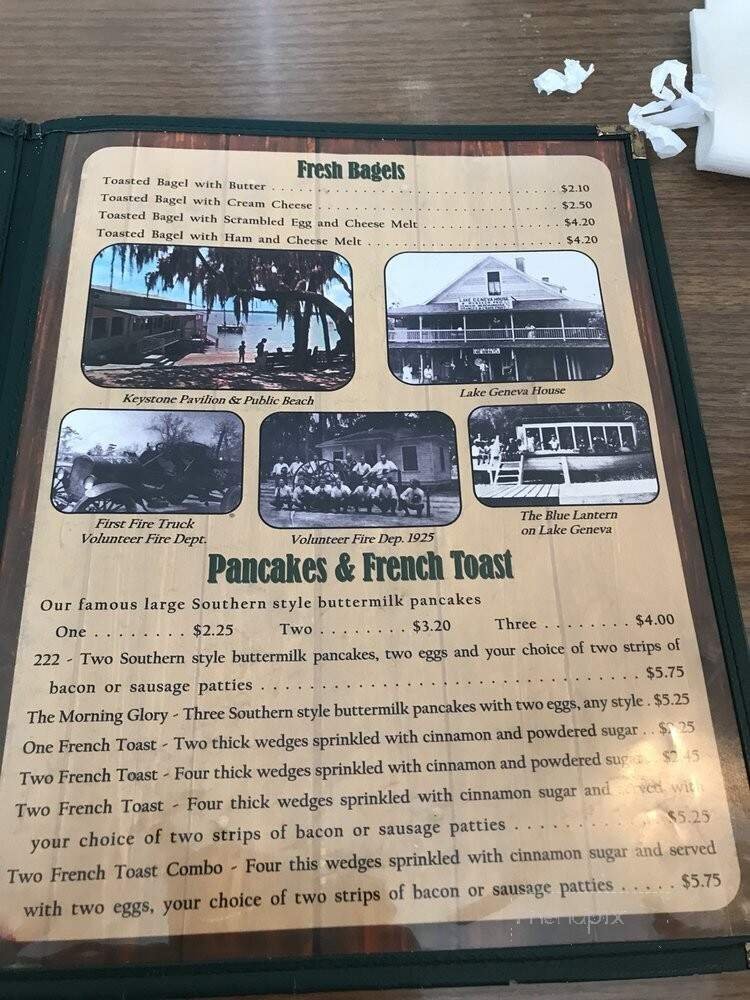 Fresh Bagels
Toasted Bagel with Butter . . . . . . . . . . . . . . . . . . . . . . . . . . . . . . . . . . . $2.10
Toasted Bagel with Cream Cheese . . . . . . . . . . . . . . . . . . . . . . . . . . . . . $2.50
Toasted Bagel with Scrambled Egg and Cheese Melt . . . . . . . . . . . . . . . . . $4.20
Toasted Bagel with Ham and Cheese Melt . . . . . . . . . . . . . . . . . . . . . . . . $4.20
LAKE GENEVA HOUSE
Keystone Pavilion & Public Beach
Lake Geneva House
First Fire Truck
Volunteer Fire Dept.
Volunteer Fire Dep. 1925
The Blue Lantern
on Lake Geneva
Pancakes & French Toast
Our famous large Southern style buttermilk pancakes
One . . . . . . . . $2.25 Two . . . . . . . . $3.20 Three . . . . . . . . $4.00
222 - Two Southern style buttermilk pancakes, two eggs and your choice of two strips of
bacon or sausage patties . . . . . . . . . . . . . . . . . . . . . . . . . . . . . . . . . . $5.75
The Morning Glory - Three Southern style buttermilk pancakes with two eggs, any style . $5.25
One French Toast - Two thick wedges sprinkled with cinnamon and powdered sugar . .
Two French Toast - Four thick wedges sprinkled with cinnamon and powdered sugar . . $2.45
Two French Toast - Four thick wedges sprinkled with cinnamon sugar and served with
your choice of two strips of bacon or sausage patties . . . . . . . . . . . . $5.25
Two French Toast Combo - Four this wedges sprinkled with cinnamon sugar and served
with two eggs, your choice of two strips of bacon or sausage patties . . . . . $5.75
menupix